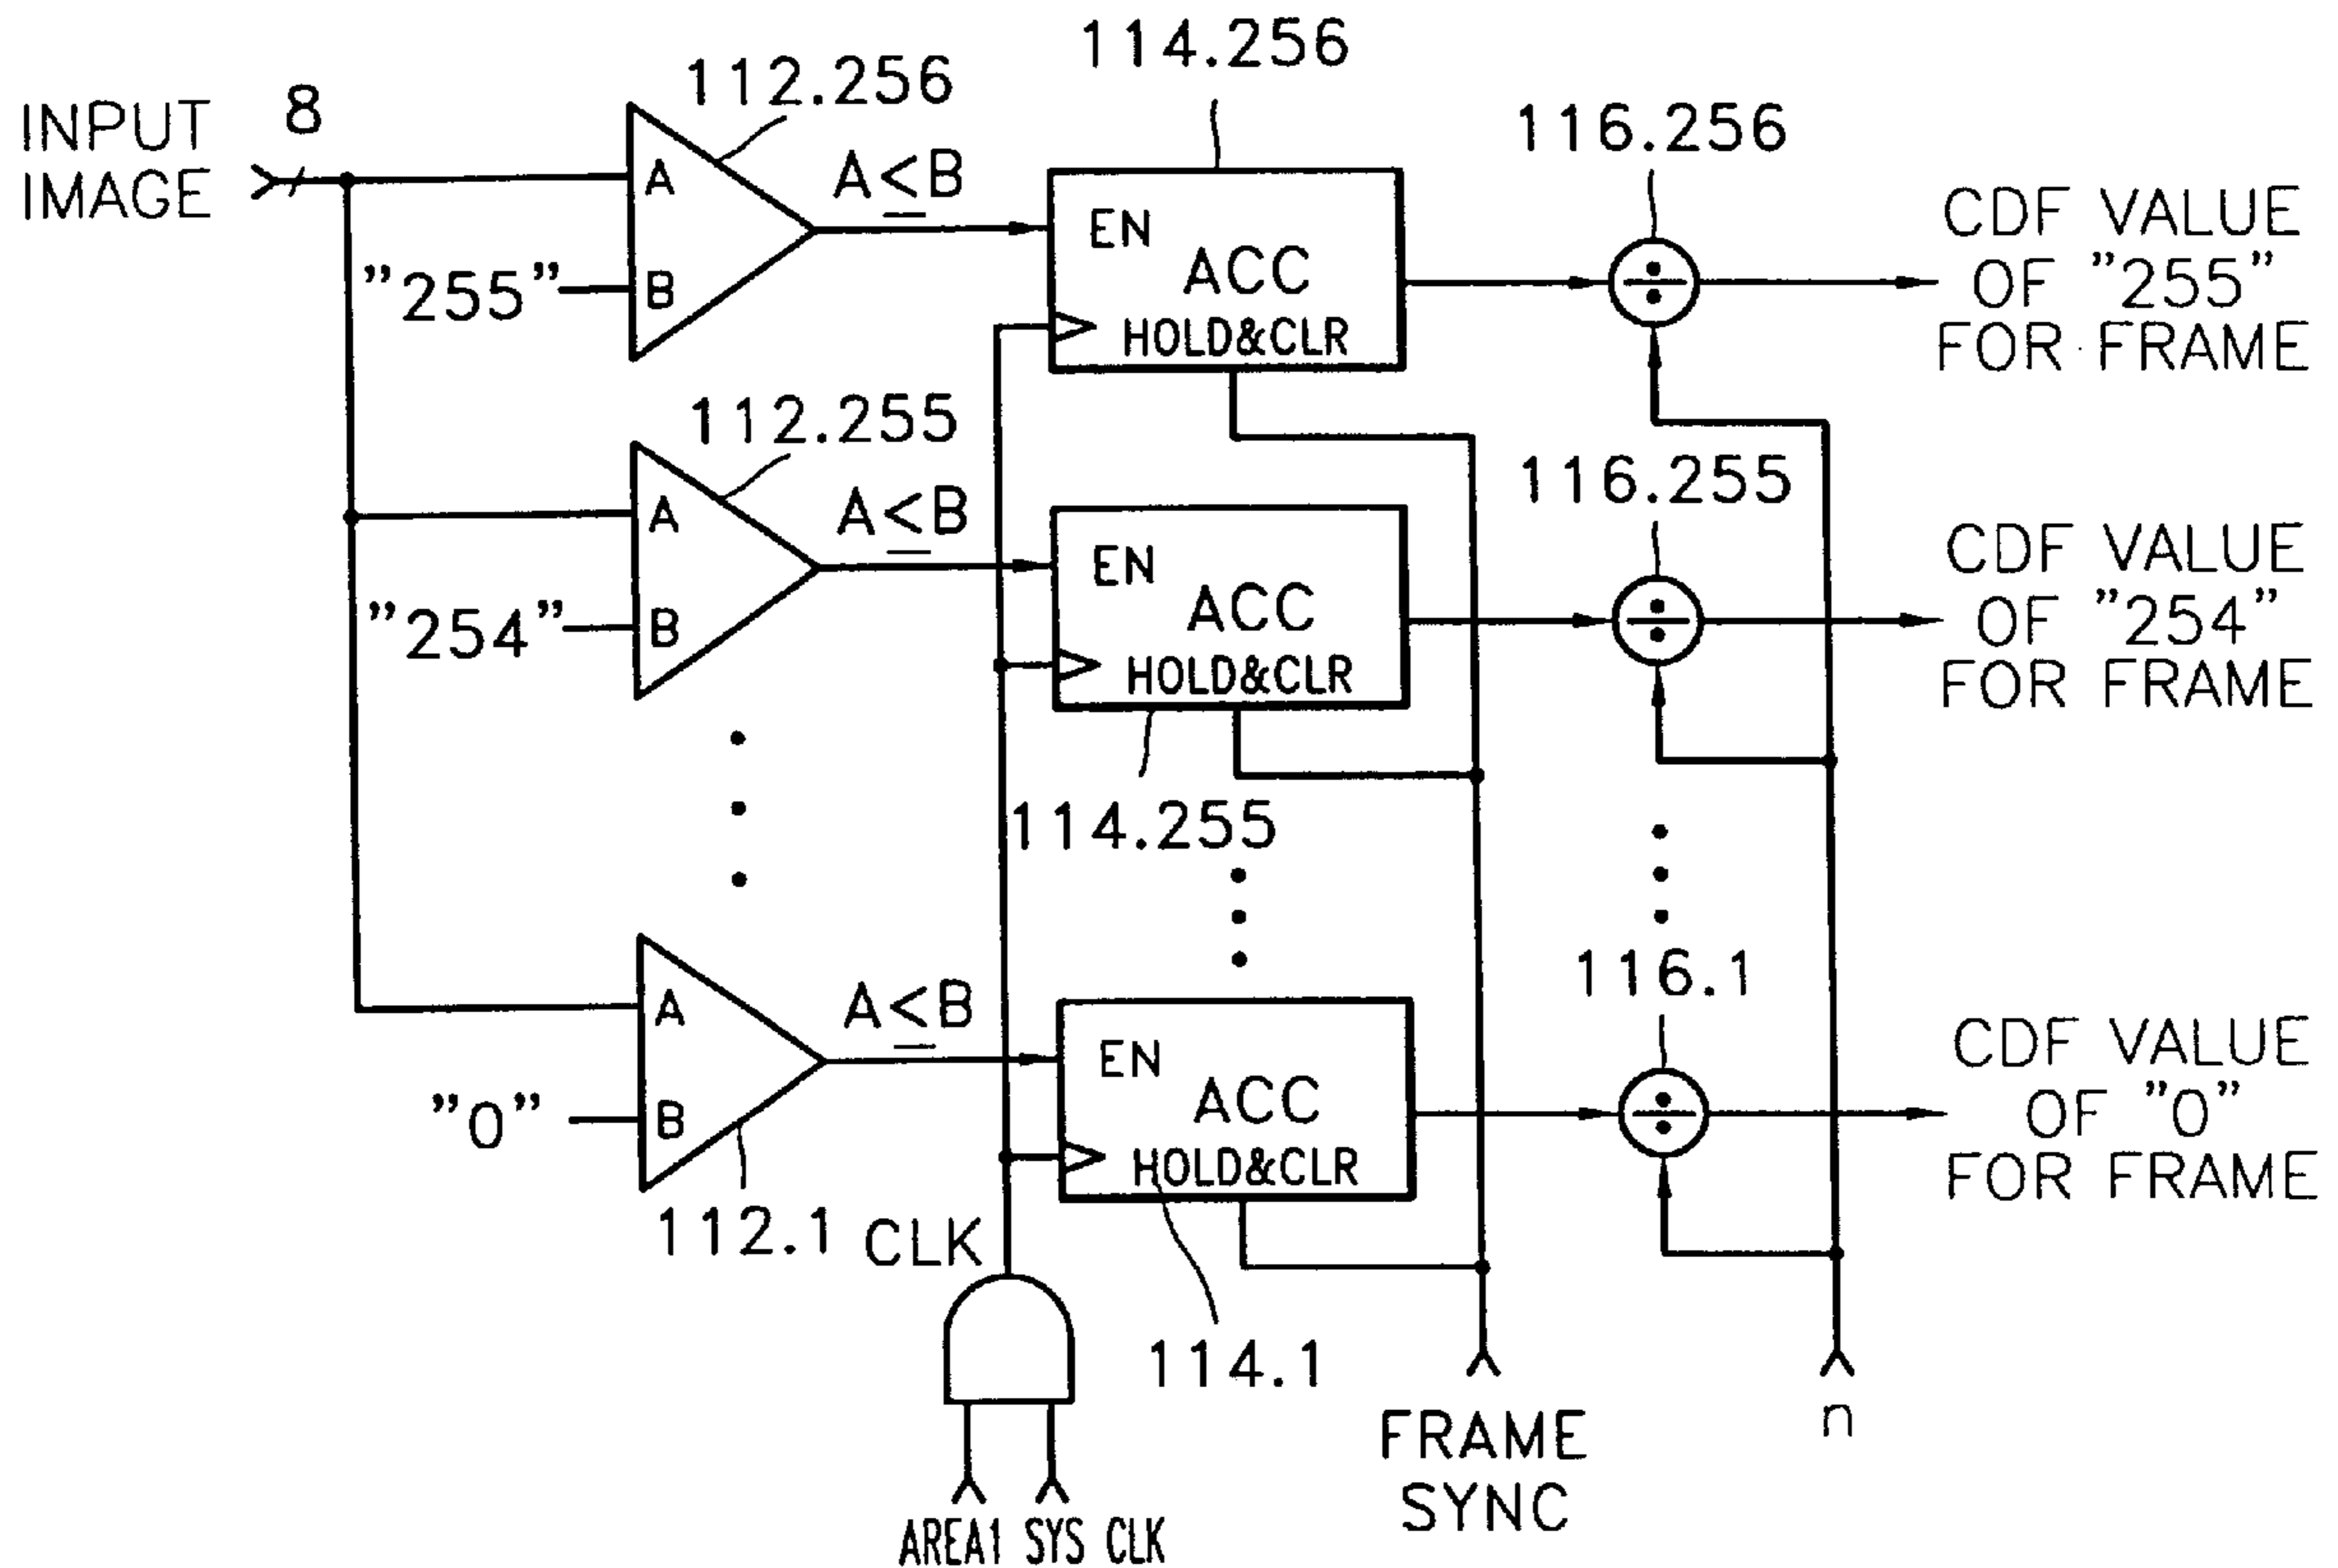 114.256
112.256
INPUT
IMAGE
8
116.256
A
A≤B
"255"
B
EN
ACC
HOLD&CLR
CDF VALUE
OF "255"
FOR FRAME
112.255
116.255
A
A≤B
"254"
B
EN
ACC
HOLD&CLR
CDF VALUE
OF "254"
FOR FRAME
114.255
116.1
A
A≤B
"0"
B
EN
ACC
HOLD&CLR
CDF VALUE
OF "0"
FOR FRAME
112.1
CLK
114.1
AREA1
SYS CLK
FRAME
SYNC
n